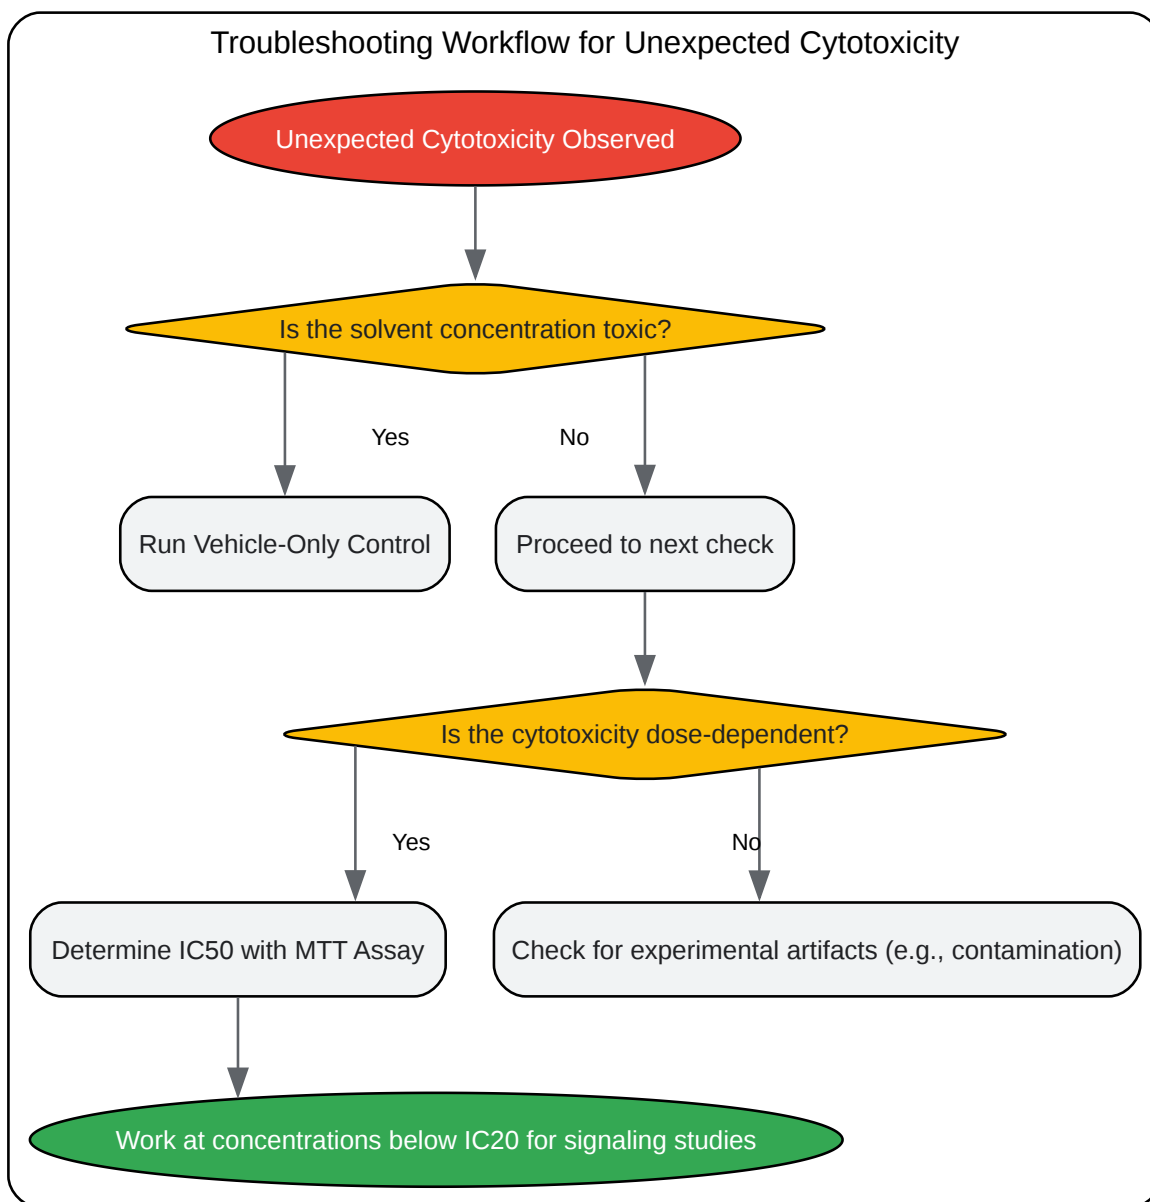 Troubleshooting Workflow for Unexpected Cytotoxicity
Unexpected Cytotoxicity Observed
Is the solvent concentration toxic?
Yes
No
Run Vehicle-Only Control
Proceed to next check
Is the cytotoxicity dose-dependent?
Yes
No
Determine IC50 with MTT Assay
Check for experimental artifacts (e.g., contamination)
Work at concentrations below IC20 for signaling studies